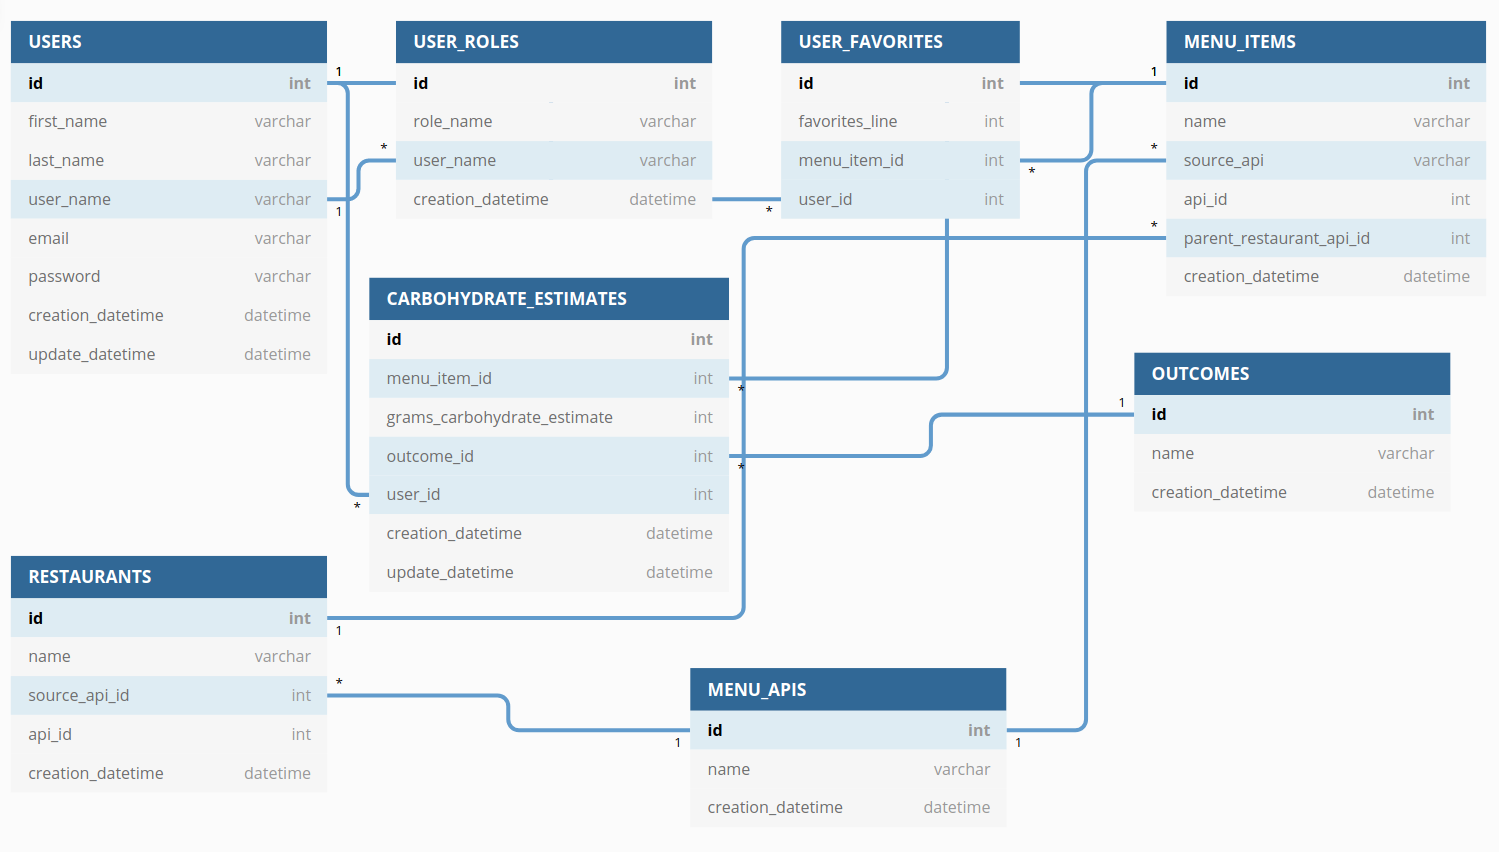 USERS
id int
first_name varchar
last_name varchar
user_name varchar
email varchar
password varchar
creation_datetime datetime
update_datetime datetime
1
1
USER_ROLES
id int
role_name varchar
* user_name varchar
creation_datetime datetime
USER_FAVORITES
id int
favorites_line int
menu_item_id int *
* user_id int
MENU_ITEMS
1
id int
name varchar
* source_api varchar
api_id int
* parent_restaurant_api_id int
creation_datetime datetime
CARBOHYDRATE_ESTIMATES
id int
menu_item_id int *
grams_carbohydrate_estimate int
outcome_id int *
* user_id int
creation_datetime datetime
update_datetime datetime
OUTCOMES
1
id int
name varchar
creation_datetime datetime
RESTAURANTS
id int
1
name varchar
source_api_id int *
api_id int
creation_datetime datetime
MENU_APIS
id int
1 1
name varchar
creation_datetime datetime